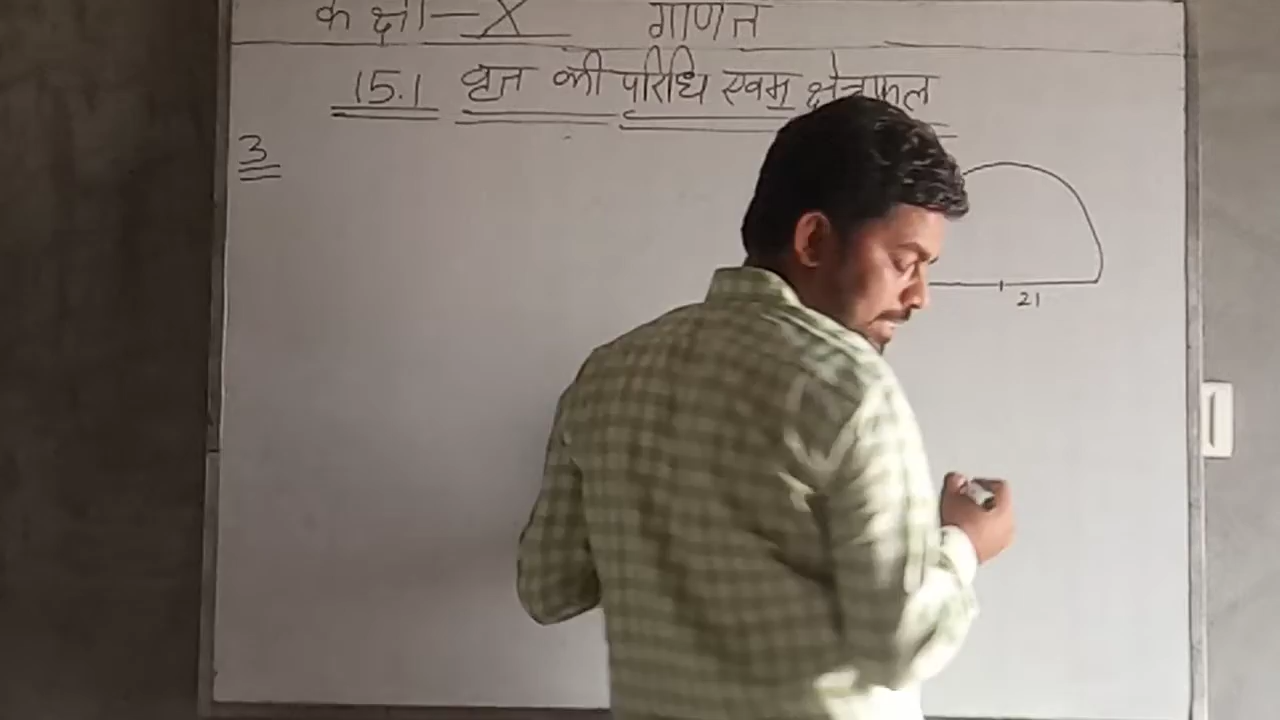 कक्षा - X गणित
15.1 वृत की परिधि एवम क्षेत्रफल
3
21